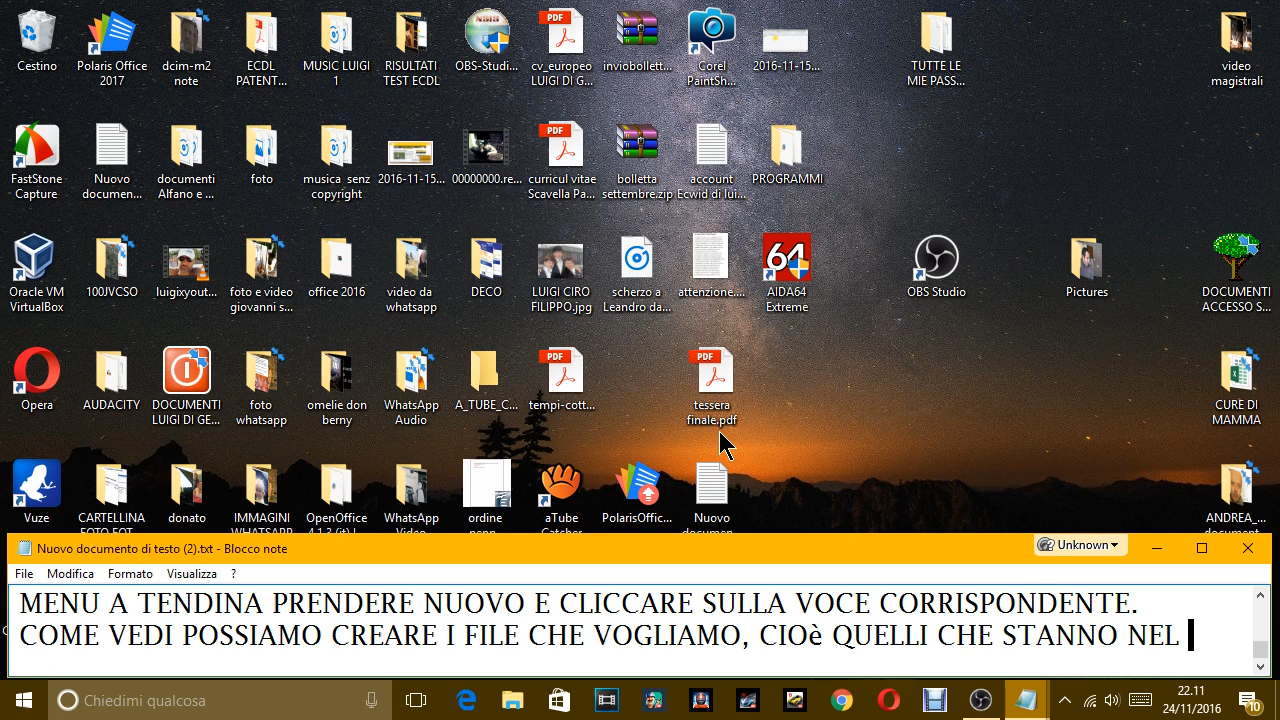 Cestino
Polaris Office
2017
dcim-m2
note
ECDL
PATENT...
MUSIC LUIGI
1
RISULTATI
TEST ECDL
NSIS
OBS-Studi...
PDF
cv_europeo
LUIGI DI G...
inviobollett...
Corel
PaintSh...
2016-11-15...
TUTTE LE
MIE PASS...
video
magistrali
FastStone
Capture
Nuovo
documen...
documenti
Alfano e ...
foto
musica senz
copyright
2016-11-15...
00000000.re...
PDF
curricul vitae
Scavella Pa...
bolletta
settembre.zip
account
Ecwid di lui...
PROGRAMMI
Oracle VM
VirtualBox
100JVCSO
luigixyout...
foto e video
giovanni s...
office 2016
video da
whatsapp
DECO
LUIGI CIRO
FILIPPO.jpg
scherzo a
Leandro da...
attenzione....
64
AIDA64
Extreme
OBS Studio
Pictures
DOCUMENTI
ACCESSO S...
Opera
AUDACITY
DOCUMENTI
LUIGI DI GE...
foto
whatsapp
omelie don
berny
WhatsApp
Audio
A_TUBE_C...
PDF
tempi-cott...
PDF
tessera
finale.pdf
CURE DI
MAMMA
Vuze
CARTELLINA
donato
IMMAGINI
OpenOffice
WhatsApp
ordine
aTube
Catcher
PolarisOffic...
Nuovo
documen...
ANDREA_...
Nuovo documento di testo (2).txt - Blocco note
Unknown
File Modifica Formato Visualizza ?
MENU A TENDINA PRENDERE NUOVO E CLICCARE SULLA VOCE CORRISPONDENTE.
COME VEDI POSSIAMO CREARE I FILE CHE VOGLIAMO, CIOè QUELLI CHE STANNO NEL
Chiedimi qualcosa
22.11
24/11/2016
10